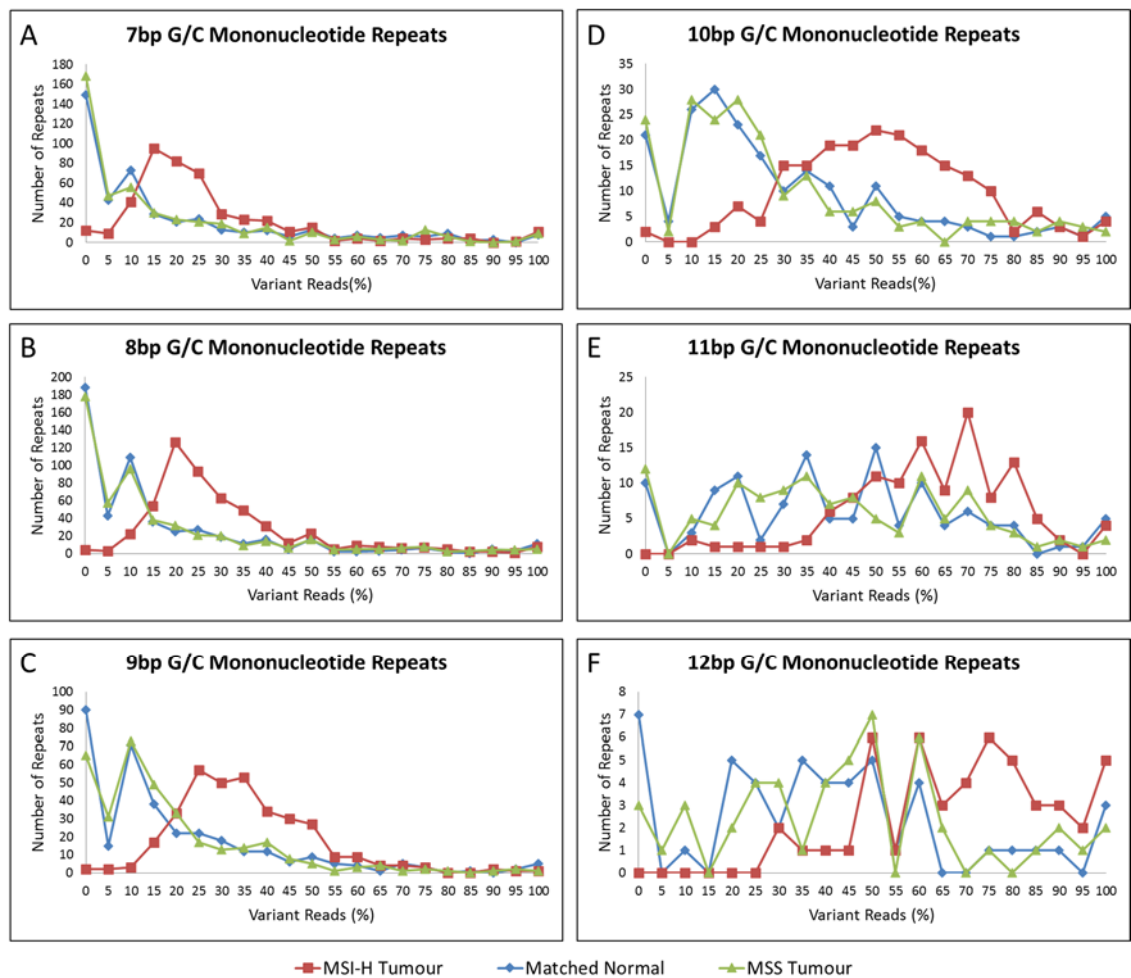 A
7bp G/C Mononucleotide Repeats
Number of Repeats
180
160
140
120
100
80
60
40
20
0
0 5 10 15 20 25 30 35 40 45 50 55 60 65 70 75 80 85 90 95 100
Variant Reads(%)
B
8bp G/C Mononucleotide Repeats
Number of Repeats
200
180
160
140
120
100
80
60
40
20
0
0 5 10 15 20 25 30 35 40 45 50 55 60 65 70 75 80 85 90 95 100
Variant Reads (%)
C
9bp G/C Mononucleotide Repeats
Number of Repeats
100
90
80
70
60
50
40
30
20
10
0
0 5 10 15 20 25 30 35 40 45 50 55 60 65 70 75 80 85 90 95 100
Variant Reads (%)
D
10bp G/C Mononucleotide Repeats
Number of Repeats
35
30
25
20
15
10
5
0
0 5 10 15 20 25 30 35 40 45 50 55 60 65 70 75 80 85 90 95 100
Variant Reads (%)
E
11bp G/C Mononucleotide Repeats
Number of Repeats
25
20
15
10
5
0
0 5 10 15 20 25 30 35 40 45 50 55 60 65 70 75 80 85 90 95 100
Variant Reads (%)
F
12bp G/C Mononucleotide Repeats
Number of Repeats
8
7
6
5
4
3
2
1
0
0 5 10 15 20 25 30 35 40 45 50 55 60 65 70 75 80 85 90 95 100
Variant Reads (%)
MSI-H Tumour Matched Normal MSS Tumour